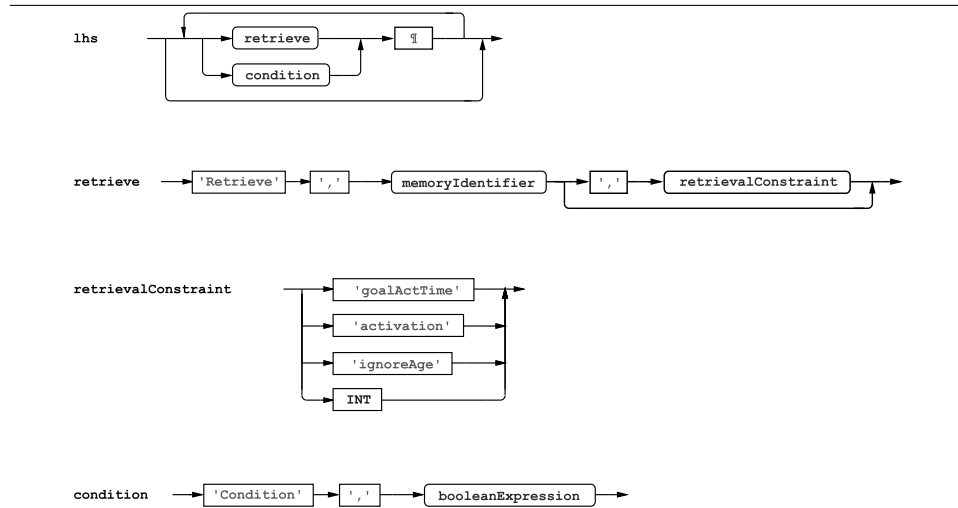 lhs retrieve ¶
condition
retrieve 'Retrieve' ',' memoryIdentifier ',' retrievalConstraint
retrievalConstraint 'goalActTime'
'activation'
'ignoreAge'
INT
condition 'Condition' ',' booleanExpression